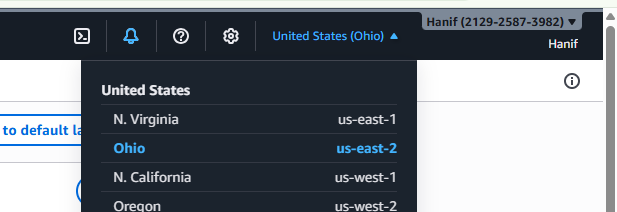 Hanif (2129-2587-3982)
United States (Ohio)
Hanif
United States
N. Virginia us-east-1
to default la
Ohio us-east-2
N. California us-west-1
Oregon us-west-2